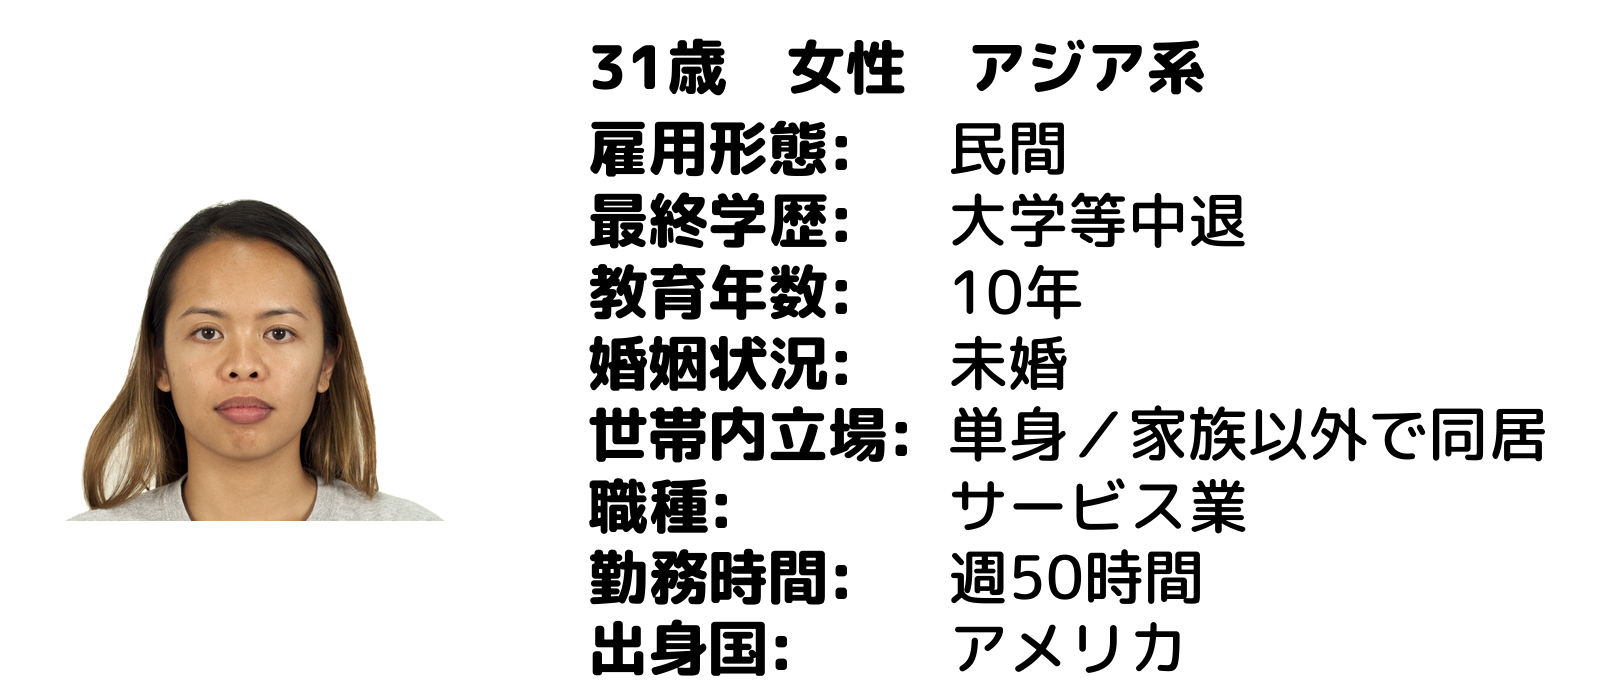 31歳　女性　アジア系
雇用形態:　民間
最終学歴:　大学等中退
教育年数:　10年
婚姻状況:　未婚
世帯内立場:　単身／家族以外で同居
職種:　サービス業
勤務時間:　週50時間
出身国:　アメリカ